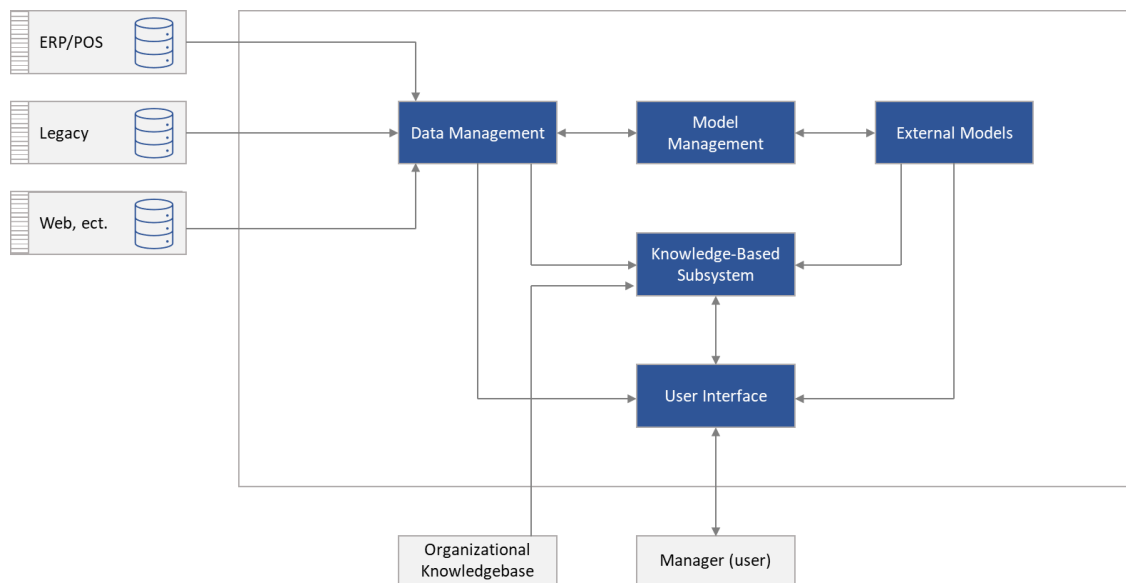 ERP/POS
Legacy
Web, ect.
Data Management
Model
Management
External Models
Knowledge-Based
Subsystem
User Interface
Organizational
Knowledgebase
Manager (user)